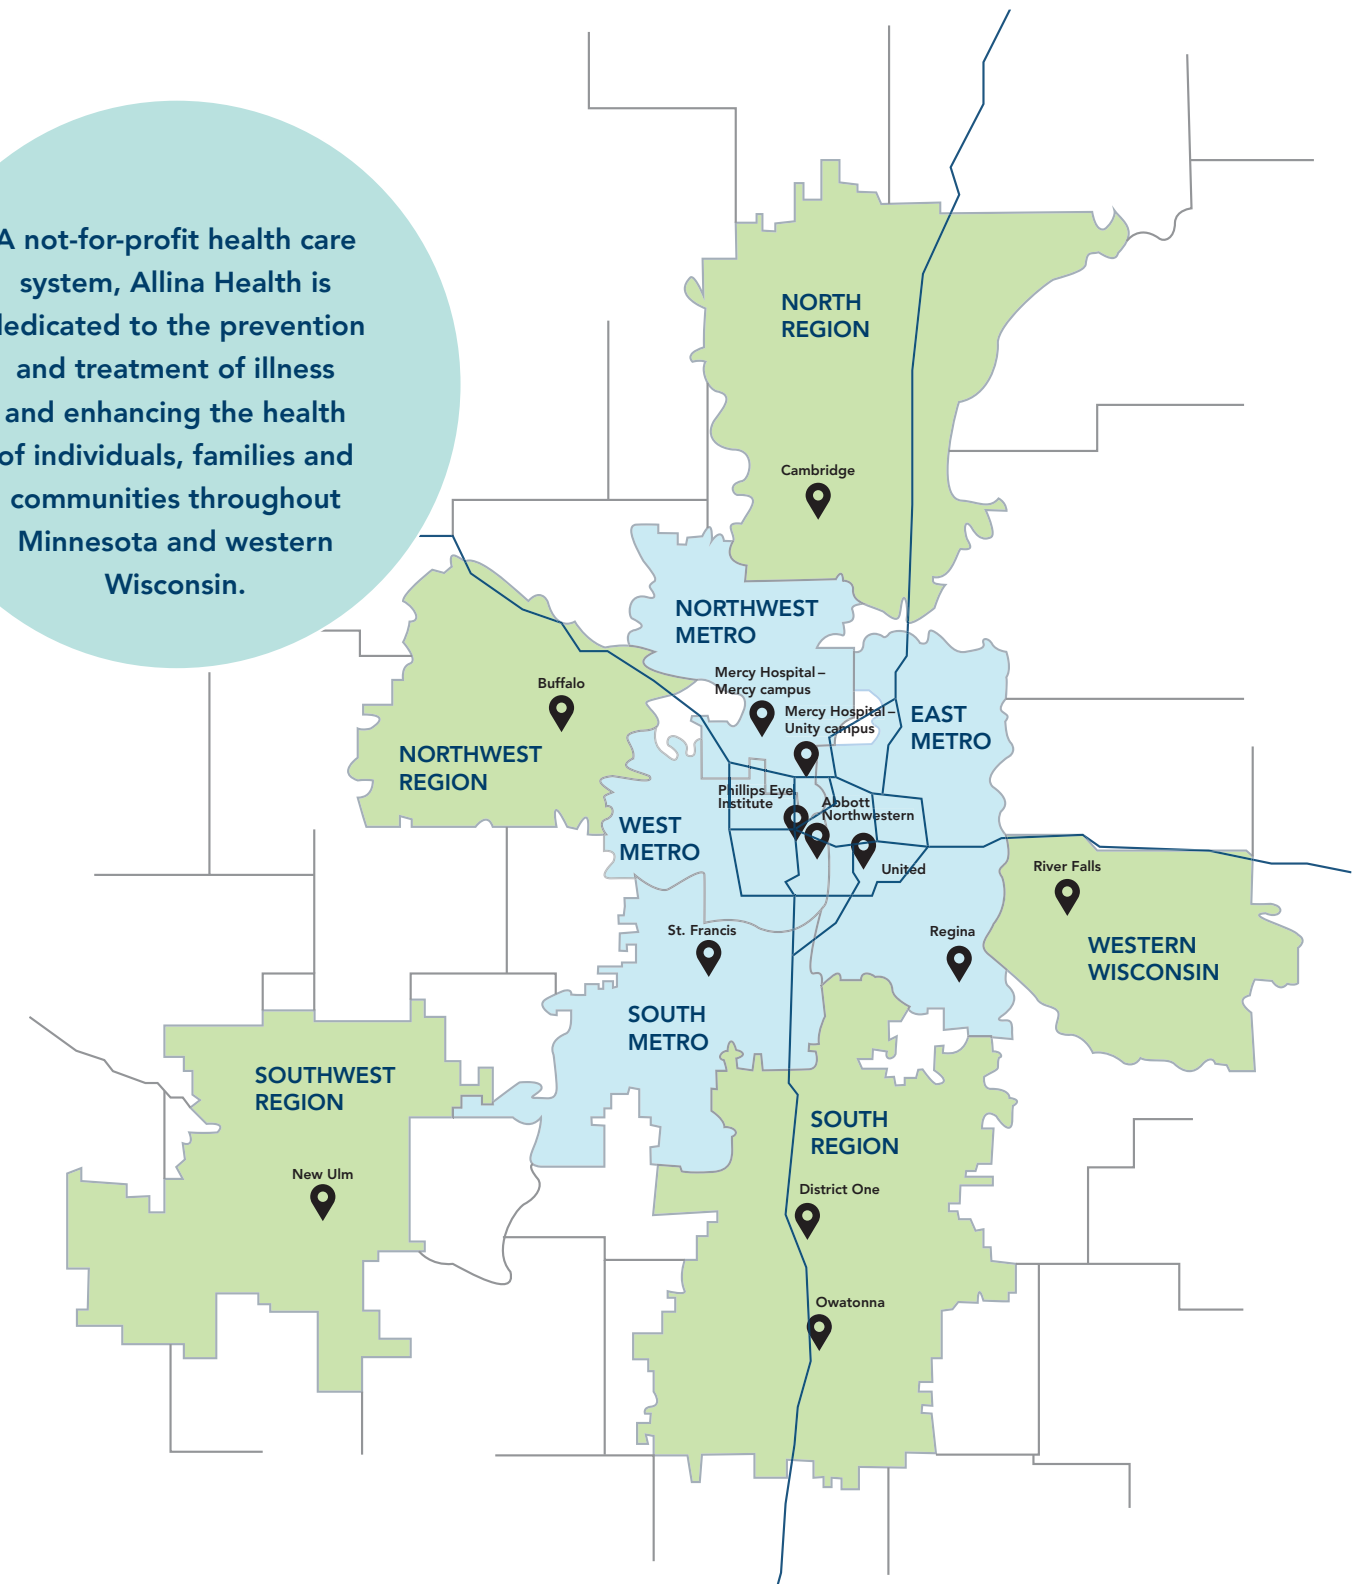 A not-for-profit health care
system, Allina Health is
dedicated to the prevention
and treatment of illness
and enhancing the health
of individuals, families and
communities throughout
Minnesota and western
Wisconsin.
NORTH
REGION
Cambridge
NORTHWEST
METRO
Mercy Hospital –
Mercy campus
Mercy Hospital –
Unity campus
EAST
METRO
Buffalo
NORTHWEST
REGION
Phillips Eye
Institute
Abbott
Northwestern
WEST
METRO
United
River Falls
WESTERN
WISCONSIN
St. Francis
Regina
SOUTH
METRO
SOUTHWEST
REGION
New Ulm
SOUTH
REGION
District One
Owatonna